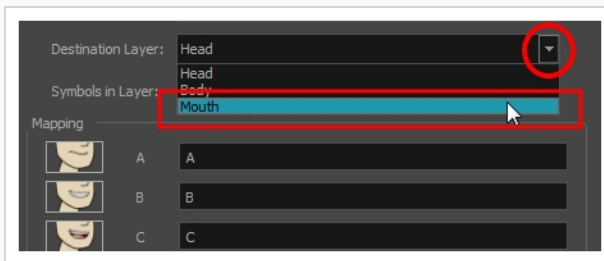 Destination Layer: Head
Head
Symbols in Layer: Body
Mouth
Mapping
A A
B B
C C